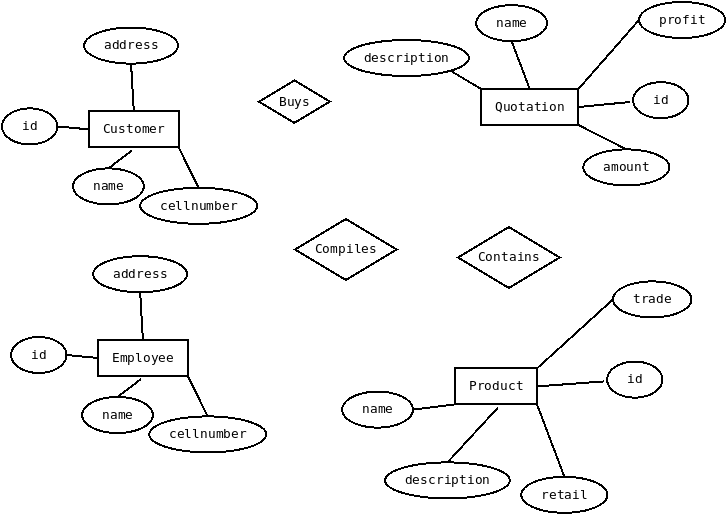 address
id
Customer
name
cellnumber
Buys
name
description
profit
Quotation
id
amount
Compiles
Contains
address
id
Employee
name
cellnumber
trade
Product
id
name
description
retail